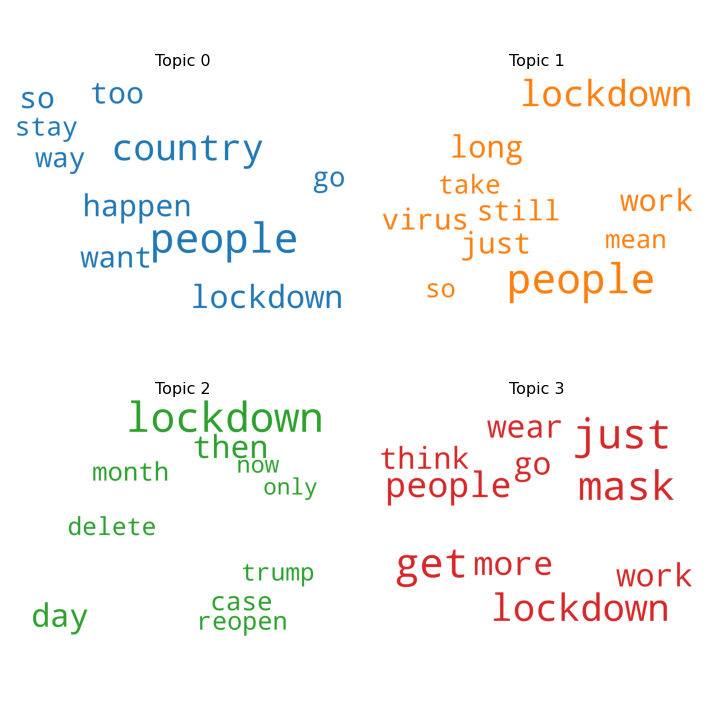 Topic 0
too
so
stay
country
way
go
happen
people
want
lockdown
Topic 1
lockdown
long
take
work
still
virus
just
mean
people
so
Topic 2
lockdown
then
now
month
only
delete
trump
case
day
reopen
Topic 3
wear
just
think
go
people
mask
get
more
work
lockdown